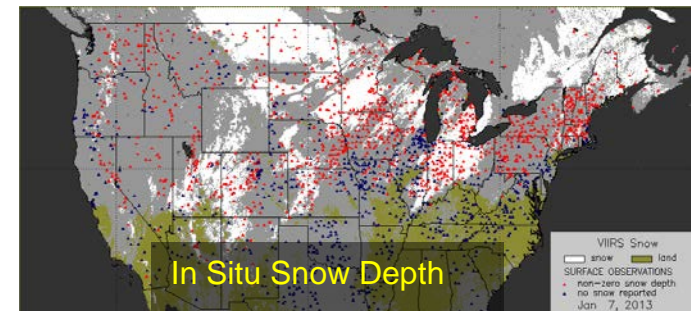 In Situ Snow Depth
VIIRS Snow
snow land
SURFACE OBSERVATIONS
non-zero snow depth
no snow reported
Jan 7, 2013